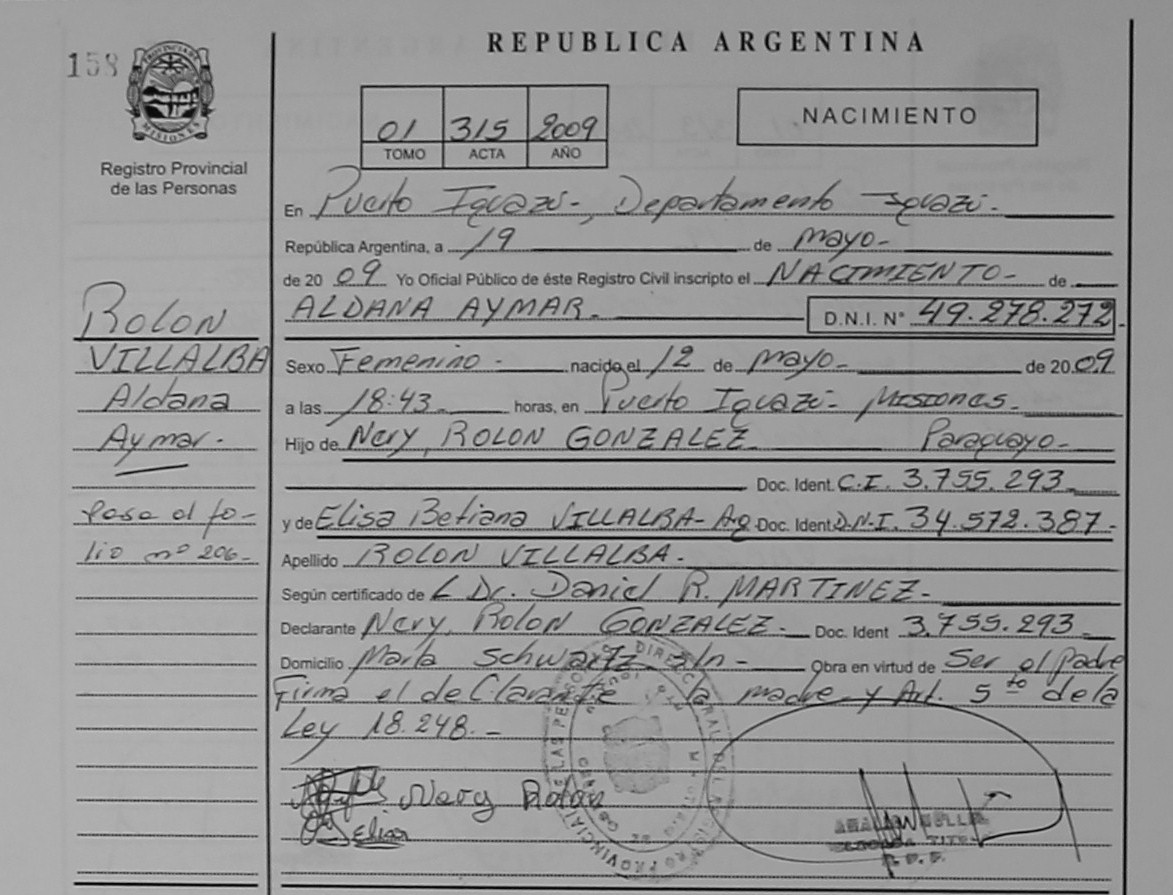 158
PROVINCIA DE MISIONES
Registro Provincial
de las Personas
REPUBLICA ARGENTINA
01 315 2009
TOMO ACTA AÑO
NACIMIENTO
En Puerto Iguazú-, Departamento Iguazú-
República Argentina, a 19 de mayo-
de 20 09 Yo Oficial Público de éste Registro Civil inscripto el NACIMIENTO- de
ALDANA AYMAR- D.N.I. N° 49.278.272-
Sexo Femenino- nacido el 12 de mayo- de 20 09
a las 18:43- horas, en Puerto Iguazú- Misiones-
Hijo de Nery, ROLON GONZALEZ- Paraguayo-
Doc. Ident. C.I. 3.755.293-
y de Elisa Betiana VILLALBA- Ag Doc. Ident. D.N.I. 34.572.387-
Apellido ROLON VILLALBA-
Según certificado de L Dr. Daniel R. MARTINEZ-
Declarante Nery, Rolon GONZALEZ- Doc. Ident 3.755.293-
Domicilio Marta Schwartz s/n- Obra en virtud de Ser el Padre
Firma el declarante la madre y Art. 5to de la
Ley 18.248.-
Nery Rolon
Elisa
ROLON
VILLALBA
Aldana
Aymar-
Pasa al fo-
lio nº 206-